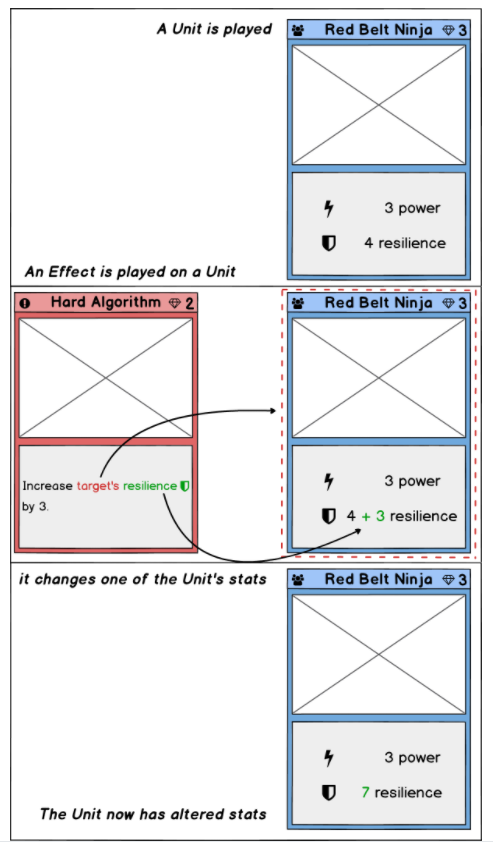 A Unit is played
Red Belt Ninja 3
3 power
4 resilience
An Effect is played on a Unit
Hard Algorithm 2
Increase target's resilience
by 3.
Red Belt Ninja 3
3 power
4 + 3 resilience
it changes one of the Unit's stats
Red Belt Ninja 3
3 power
7 resilience
The Unit now has altered stats